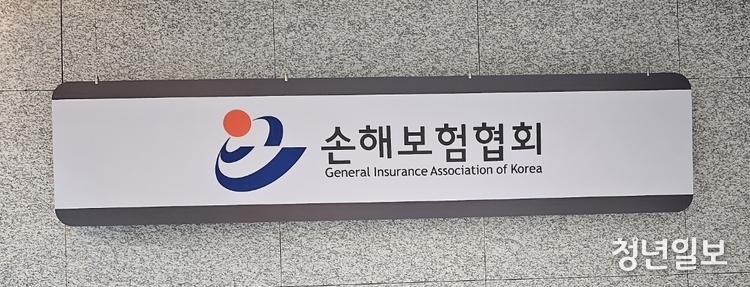 손해보험협회
General Insurance Association of Korea
청년일보